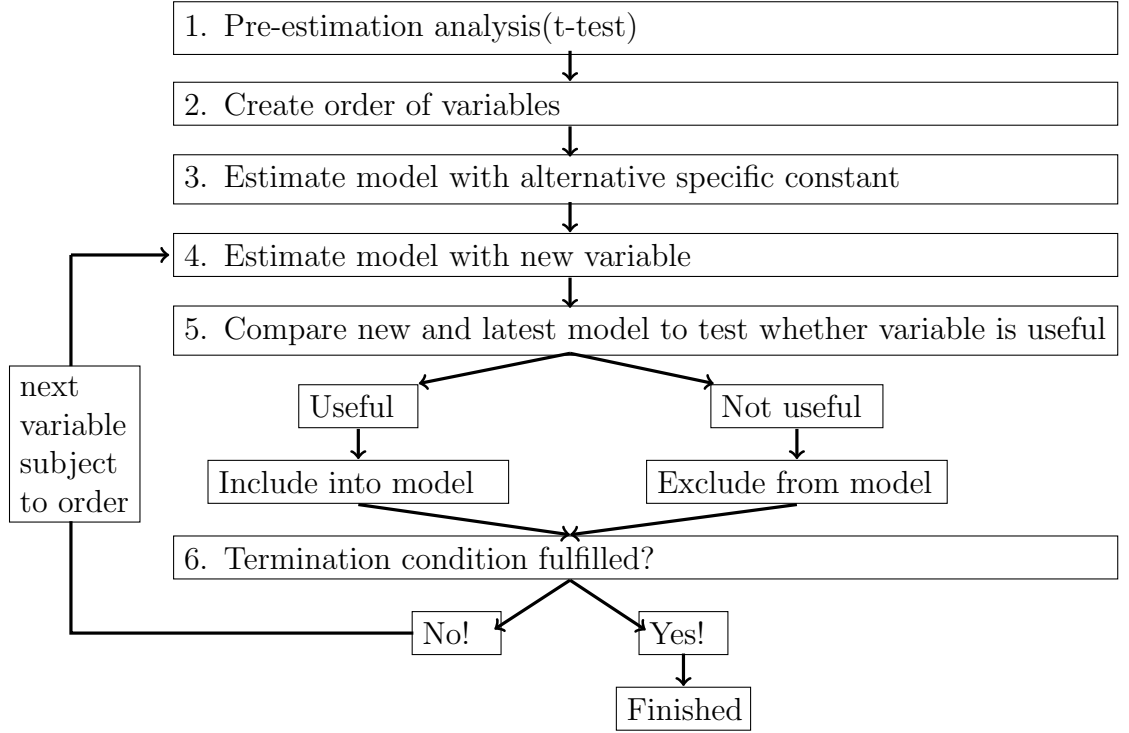 1. Pre-estimation analysis(t-test)
2. Create order of variables
3. Estimate model with alternative specific constant
4. Estimate model with new variable
5. Compare new and latest model to test whether variable is useful
next
variable
subject
to order
Useful
Not useful
Include into model
Exclude from model
6. Termination condition fulfilled?
No!
Yes!
Finished